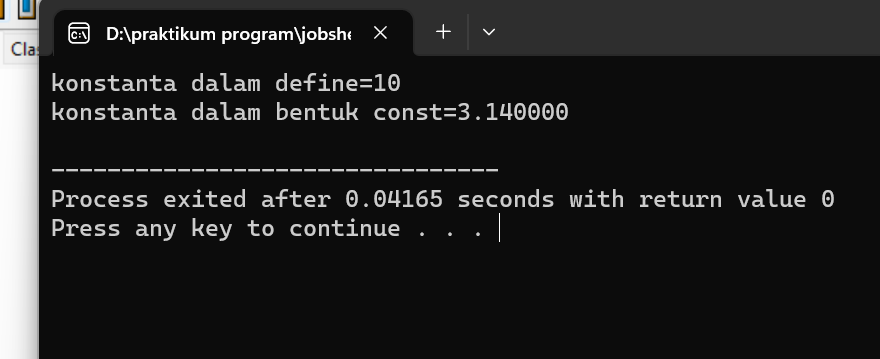 D:\praktikum program\jobshe
Cla
konstanta dalam define=10
konstanta dalam bentuk const=3.140000
--------------------------------
Process exited after 0.04165 seconds with return value 0
Press any key to continue . . .